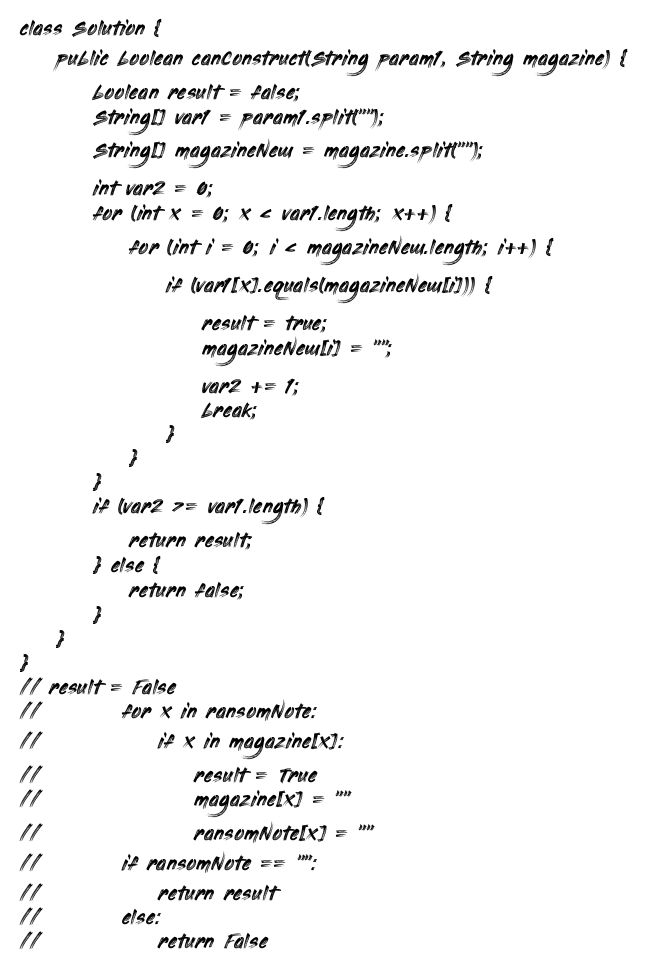 class Solution {
    public boolean canConstruct(String param1, String magazine) {
        boolean result = false;
        String[] var1 = param1.split("");
        String[] magazineNew = magazine.split("");
        int var2 = 0;
        for (int x = 0; x < var1.length; x++) {
            for (int i = 0; i < magazineNew.length; i++) {
                if (var1[x].equals(magazineNew[i])) {
                    result = true;
                    magazineNew[i] = "";
                    var2 += 1;
                    break;
                }
            }
        }
        if (var2 >= var1.length) {
            return result;
        } else {
            return false;
        }
    }
}
// result = False
//         for x in ransomNote:
//             if x in magazine[x]:
//                 result = True
//                 magazine[x] = ""
//                 ransomNote[x] = ""
//         if ransomNote == "":
//             return result
//         else:
//             return False